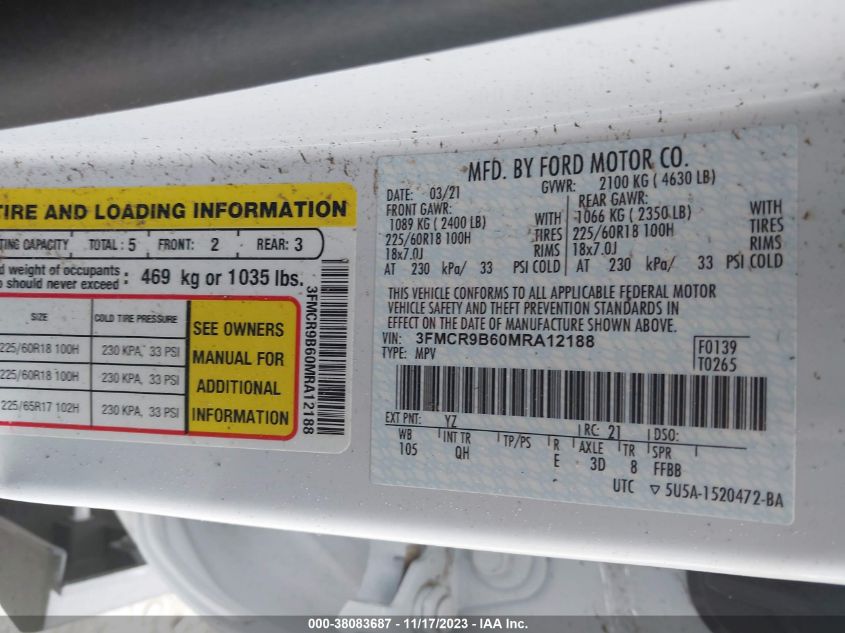 TIRE AND LOADING INFORMATION
TING CAPACITY TOTAL: 5 FRONT: 2 REAR: 3
d weight of occupants
o should never exceed : 469 kg or 1035 lbs.
SIZE COLD TIRE PRESSURE
225/60R18 100H 230 KPA, 33 PSI
225/60R18 100H 230 KPA, 33 PSI
225/65R17 102H 230 KPA, 33 PSI
SEE OWNERS
MANUAL FOR
ADDITIONAL
INFORMATION
3FMCR9B60MRA12188
MFD. BY FORD MOTOR CO.
DATE: 03/21 GVWR: 2100 KG ( 4630 LB)
FRONT GAWR: REAR GAWR:
1089 KG ( 2400 LB) WITH 1066 KG ( 2350 LB) WITH
225/60R18 100H TIRES 225/60R18 100H TIRES
18x7.0J RIMS 18x7.0J RIMS
AT 230 kPa/ 33 PSI COLD AT 230 kPa/ 33 PSI COLD
THIS VEHICLE CONFORMS TO ALL APPLICABLE FEDERAL MOTOR
VEHICLE SAFETY AND THEFT PREVENTION STANDARDS IN
EFFECT ON THE DATE OF MANUFACTURE SHOWN ABOVE.
VIN: 3FMCR9B60MRA12188
TYPE: MPV
F0139
T0265
EXT PNT: YZ RC: 21 DSO:
WB INT TR TP/PS R AXLE TR SPR
105 QH E 3D 8 FFBB
UTC ▽ 5U5A-1520472-BA
000-38083687 - 11/17/2023 - IAA, Inc.